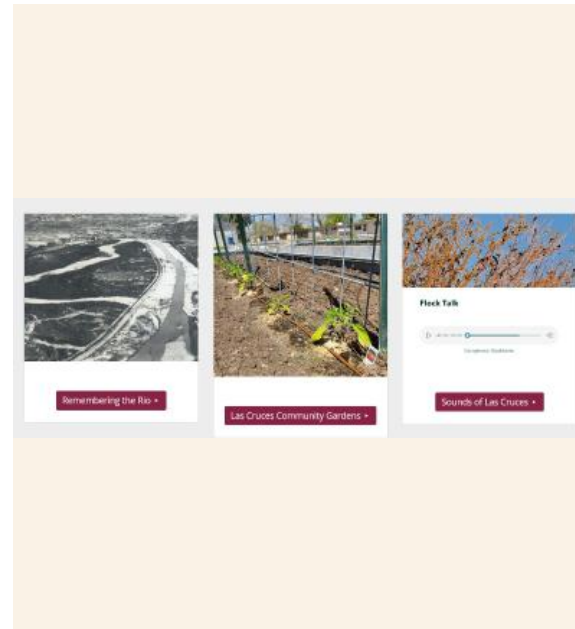 Remembering the Rio
Las Cruces Community Gardens
Flock Talk
Sounds of Las Cruces